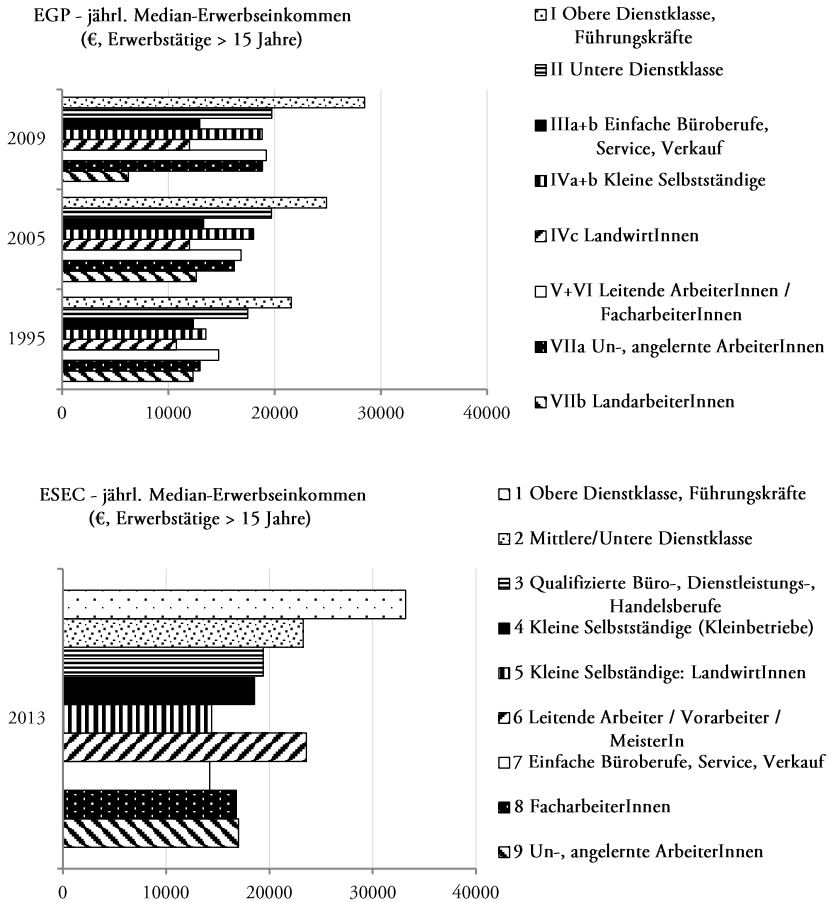 EGP - jährl. Median-Erwerbseinkommen
(€, Erwerbstätige > 15 Jahre)
2009
2005
1995
0 10000 20000 30000 40000
I Obere Dienstklasse,
Führungskräfte
II Untere Dienstklasse
IIIa+b Einfache Büroberufe,
Service, Verkauf
IVa+b Kleine Selbstständige
IVc LandwirtInnen
V+VI Leitende ArbeiterInnen /
FacharbeiterInnen
VIIa Un-, angelernte ArbeiterInnen
VIIb LandarbeiterInnen
ESEC - jährl. Median-Erwerbseinkommen
(€, Erwerbstätige > 15 Jahre)
2013
0 10000 20000 30000 40000
1 Obere Dienstklasse, Führungskräfte
2 Mittlere/Untere Dienstklasse
3 Qualifizierte Büro-, Dienstleistungs-,
Handelsberufe
4 Kleine Selbstständige (Kleinbetriebe)
5 Kleine Selbständige: LandwirtInnen
6 Leitende Arbeiter / Vorarbeiter /
MeisterIn
7 Einfache Büroberufe, Service, Verkauf
8 FacharbeiterInnen
9 Un-, angelernte ArbeiterInnen